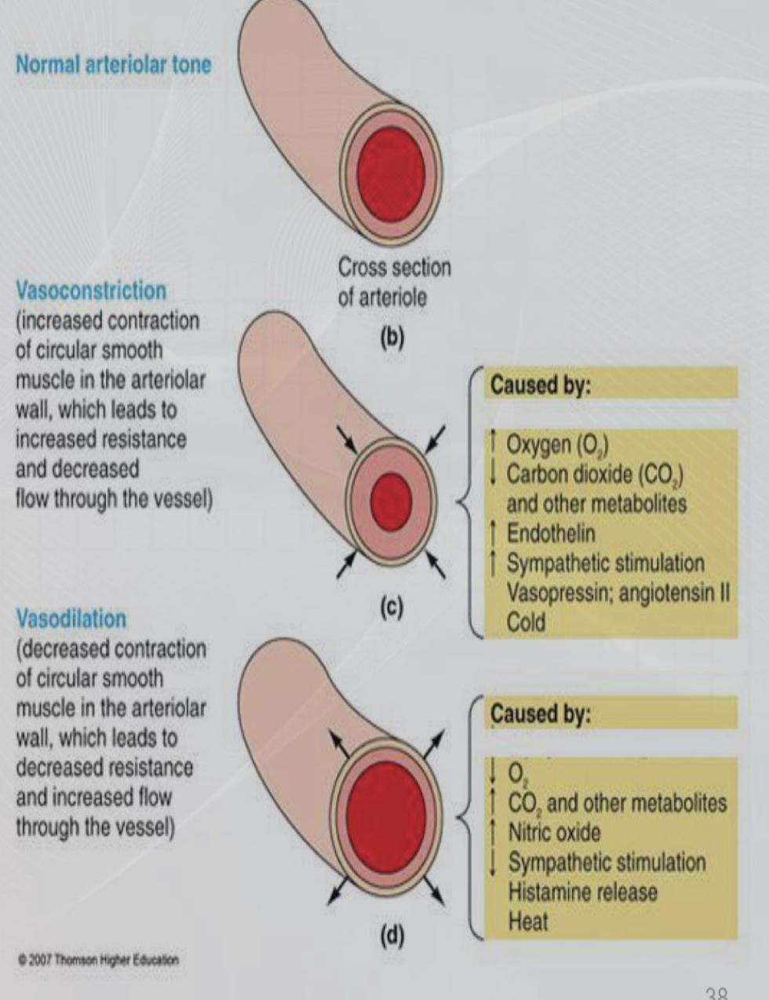 Normal arteriolar tone
Cross section
of arteriole
(b)
Vasoconstriction
(increased contraction
of circular smooth
muscle in the arteriolar
wall, which leads to
increased resistance
and decreased
flow through the vessel)
(c)
Caused by:
↑ Oxygen (O₂)
↓ Carbon dioxide (CO₂)
and other metabolites
↑ Endothelin
↑ Sympathetic stimulation
Vasopressin; angiotensin II
Cold
Vasodilation
(decreased contraction
of circular smooth
muscle in the arteriolar
wall, which leads to
decreased resistance
and increased flow
through the vessel)
(d)
Caused by:
↓ O₂
↑ CO₂ and other metabolites
↑ Nitric oxide
↓ Sympathetic stimulation
Histamine release
Heat
© 2007 Thomson Higher Education
38